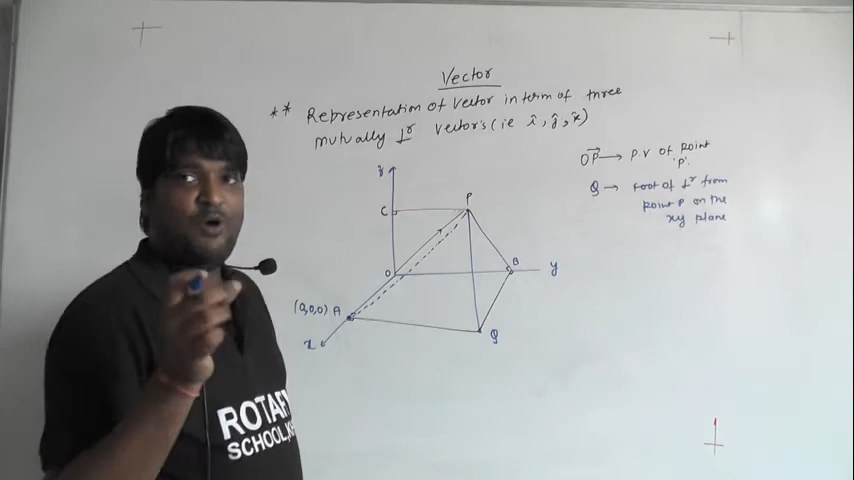 Vector
** Representation of vector in term of three
mutually ⊥r vectors (ie î, ĵ, k̂)
OP⃗ → P.V of point
'P'.
Q → Foot of ⊥r from
point P on the
xy plane
C
P
O
B
y
(0,0,0) A
x
Q
ROTARY
SCHOOL,